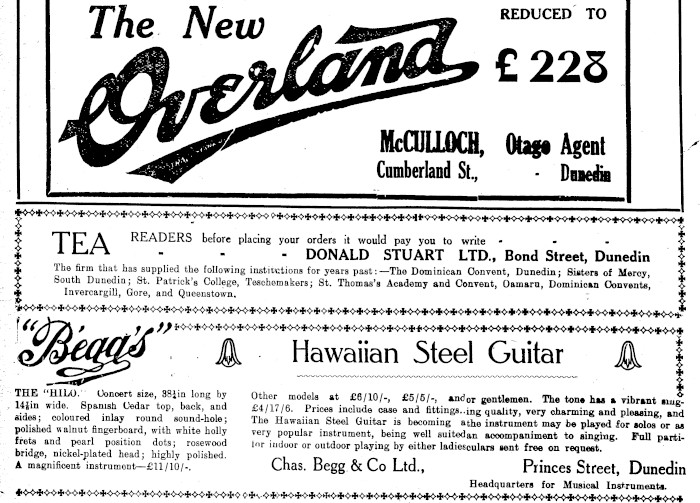 The New
Overland
REDUCED TO
£ 228
McCULLOCH, Otago Agent
Cumberland St., - Dunedin
TEA READERS before placing your orders it would pay you to write - - -
- - - - DONALD STUART LTD., Bond Street, Dunedin
The firm that has supplied the following institutions for years past:—The Dominican Convent, Dunedin; Sisters of Mercy,
South Dunedin; St. Patrick's College, Teschemakers; St. Thomas's Academy and Convent, Oamaru, Dominican Convents,
Invercargill, Gore, and Queenstown.
"Begg's"
Hawaiian Steel Guitar
THE "HILO." Concert size, 38¼in long by
14¼in wide. Spanish Cedar top, back, and
sides; coloured inlay round sound-hole;
polished walnut fingerboard, with white holly
frets and pearl position dots; rosewood
bridge, nickel-plated head; highly polished.
A magnificent instrument—£11/10/-.
Other models at £6/10/-, £5/5/-, and
£4/17/6. Prices include case and fittings.
The Hawaiian Steel Guitar is becoming a
very popular instrument, being well suited
for indoor or outdoor playing by either ladies
or gentlemen. The tone has a vibrant sing-
ing quality, very charming and pleasing, and
the instrument may be played for solos or as
an accompaniment to singing. Full parti-
culars sent free on request.
Chas. Begg & Co Ltd., Princes Street, Dunedin
Headquarters for Musical Instruments.